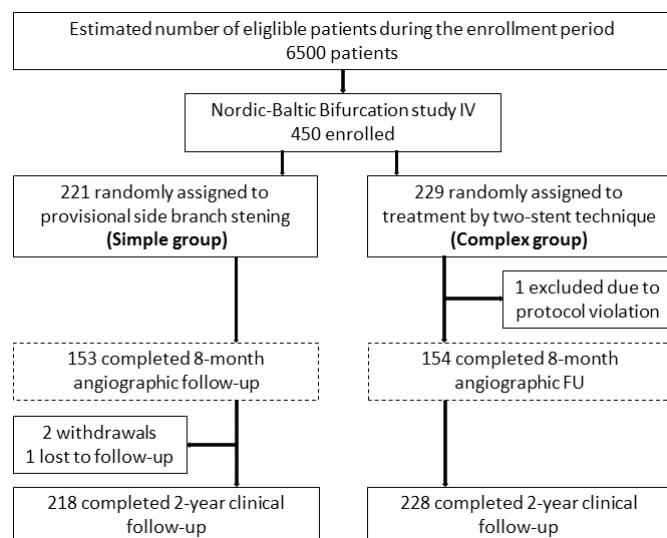 Estimated number of eliglible patients during the enrollment period
6500 patients
Nordic-Baltic Bifurcation study IV
450 enrolled
221 randomly assigned to
provisional side branch stening
(Simple group)
229 randomly assigned to
treatment by two-stent technique
(Complex group)
1 excluded due to
protocol violation
153 completed 8-month
angiographic follow-up
154 completed 8-month
angiographic FU
2 withdrawals
1 lost to follow-up
218 completed 2-year clinical
follow-up
228 completed 2-year clinical
follow-up